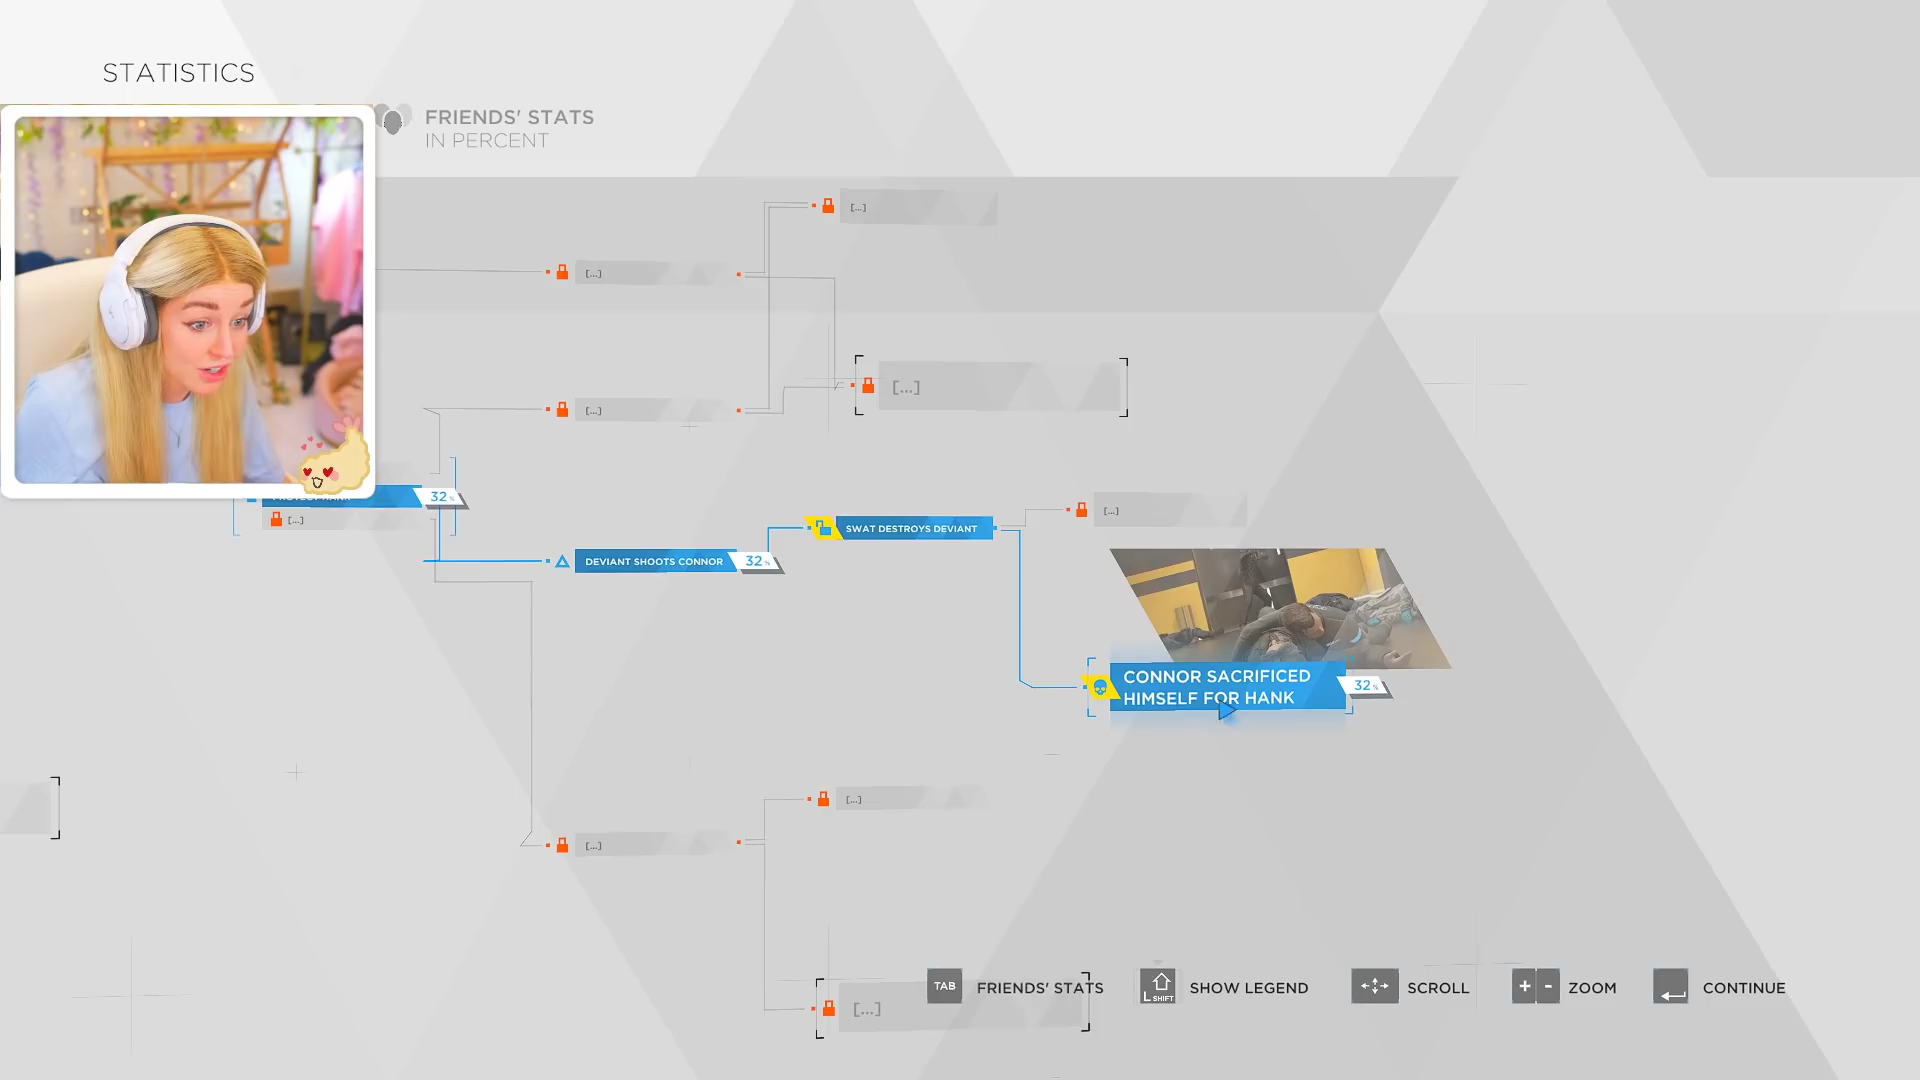 STATISTICS
FRIENDS' STATS
IN PERCENT
[...]
[...]
[...]
[...]
32%
[...]
[...]
SWAT DESTROYS DEVIANT
DEVIANT SHOOTS CONNOR
32%
CONNOR SACRIFICED
HIMSELF FOR HANK
32%
[...]
[...]
[...]
TAB FRIENDS' STATS
L SHIFT SHOW LEGEND
SCROLL
+ - ZOOM
CONTINUE